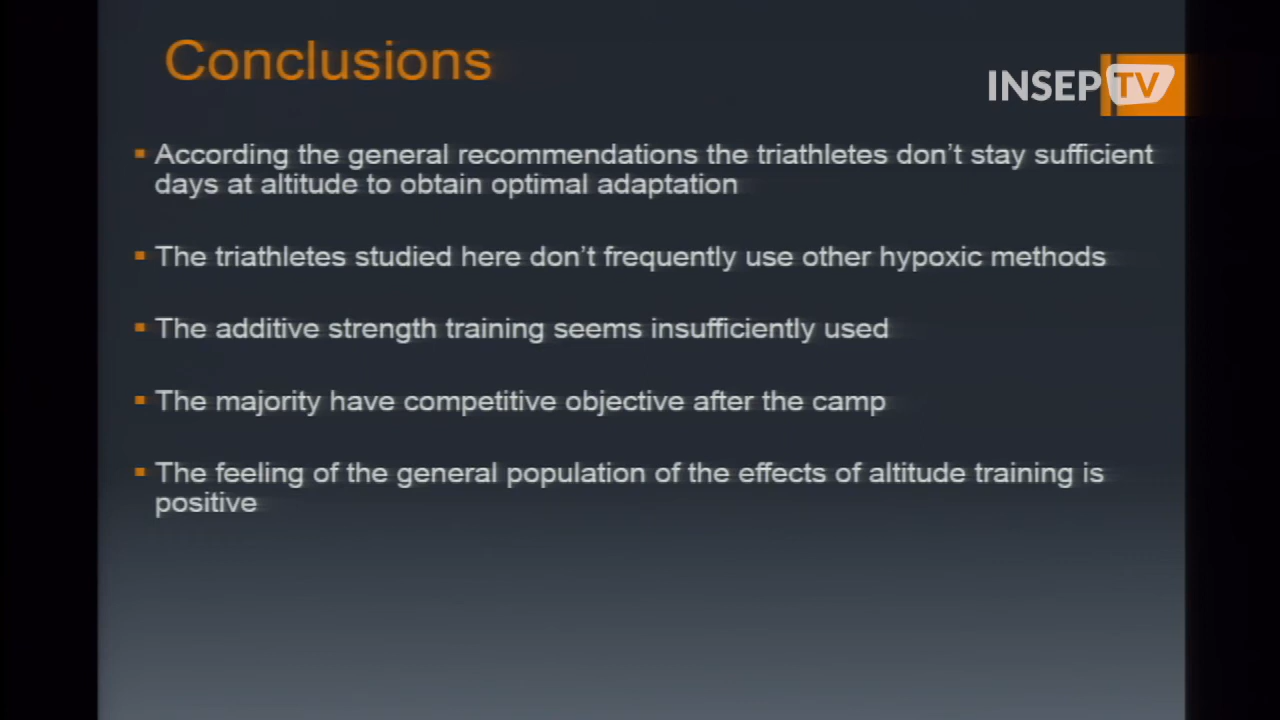 Conclusions
INSEP TV
According the general recommendations the triathletes don't stay sufficient
days at altitude to obtain optimal adaptation
The triathletes studied here don't frequently use other hypoxic methods
The additive strength training seems insufficiently used
The majority have competitive objective after the camp
The feeling of the general population of the effects of altitude training is
positive